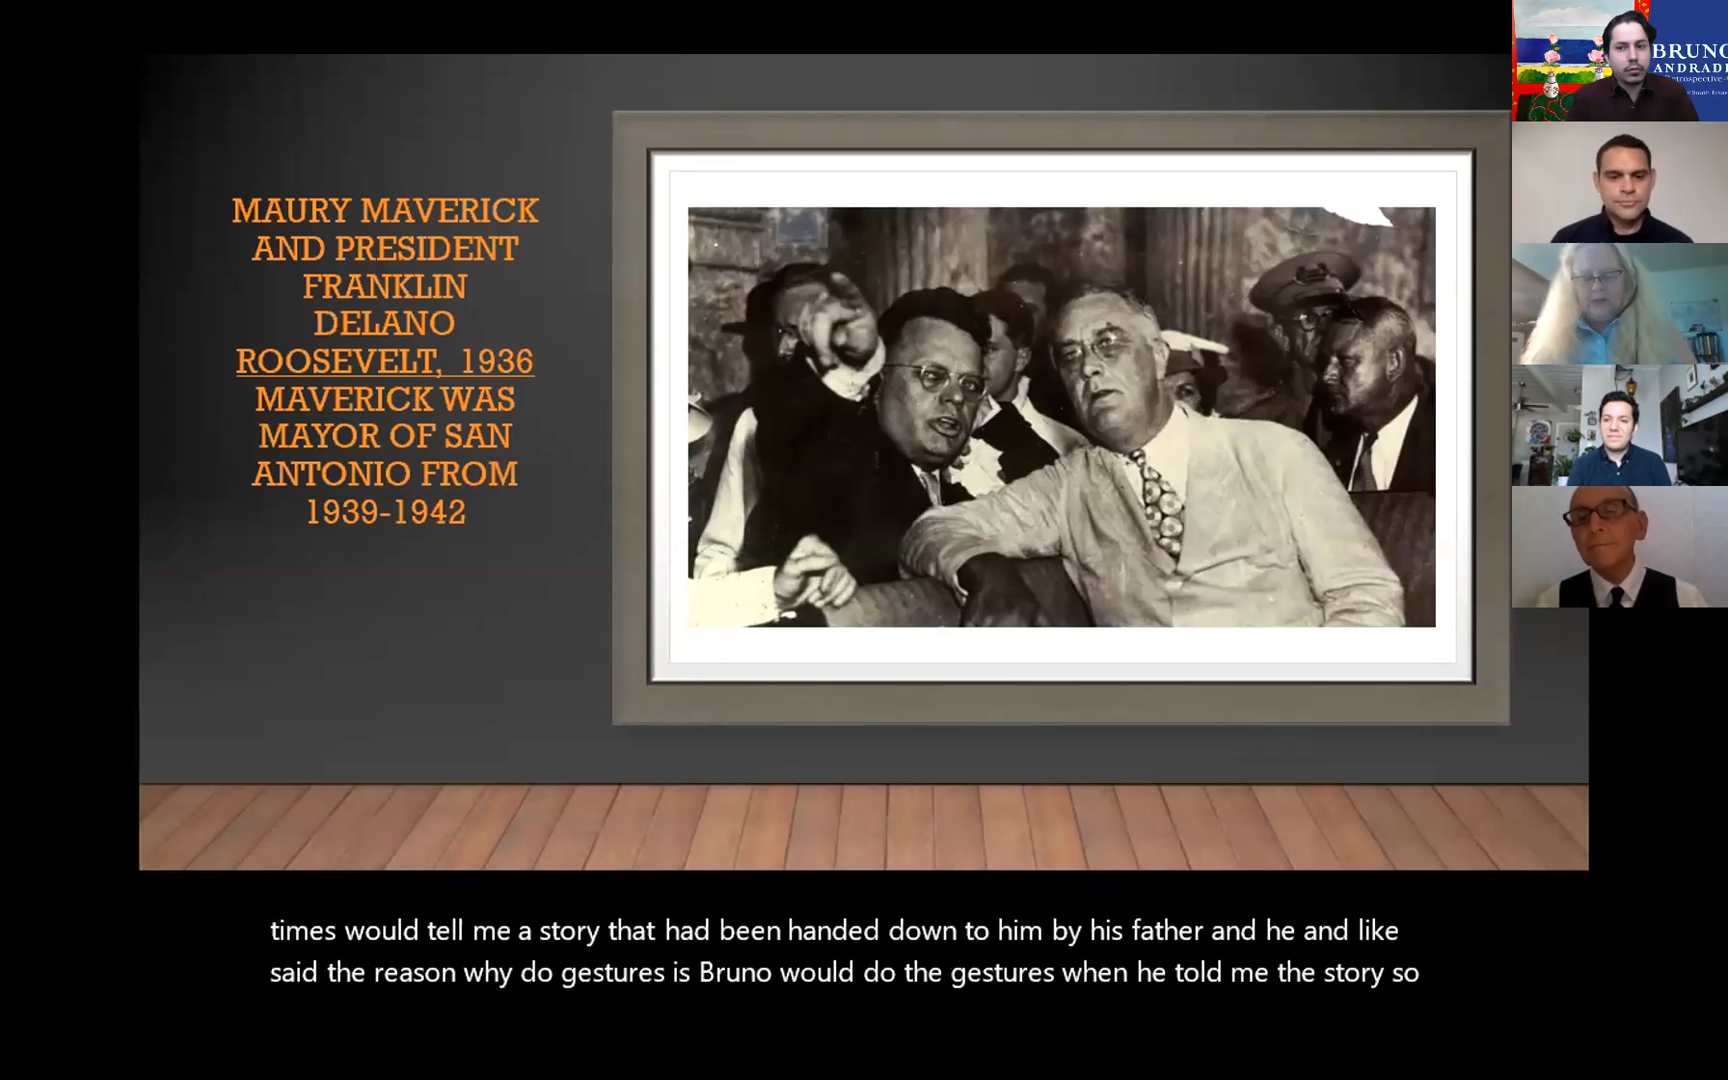 MAURY MAVERICK
AND PRESIDENT
FRANKLIN
DELANO
ROOSEVELT, 1936
MAVERICK WAS
MAYOR OF SAN
ANTONIO FROM
1939-1942
BRUNO
ANDRADE
Retrospective
South Texas
times would tell me a story that had been handed down to him by his father and he and like
said the reason why do gestures is Bruno would do the gestures when he told me the story so